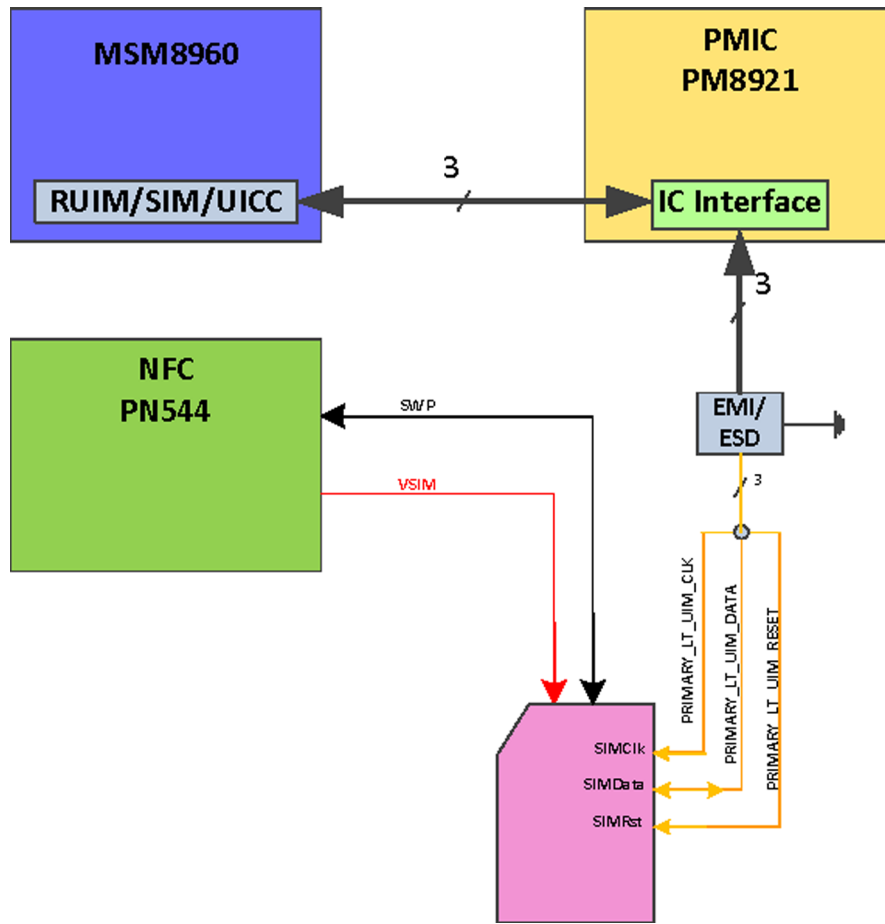 MSM8960
RUIM/SIM/UICC
3
PMIC
PM8921
IC Interface
3
NFC
PN544
SWP
VSIM
EMI/
ESD
3
PRIMARY_LT_UIM_CLK
PRIMARY_LT_UIM_DATA
PRIMARY_LT_UIM_RESET
SIMClk
SIMData
SIMRst